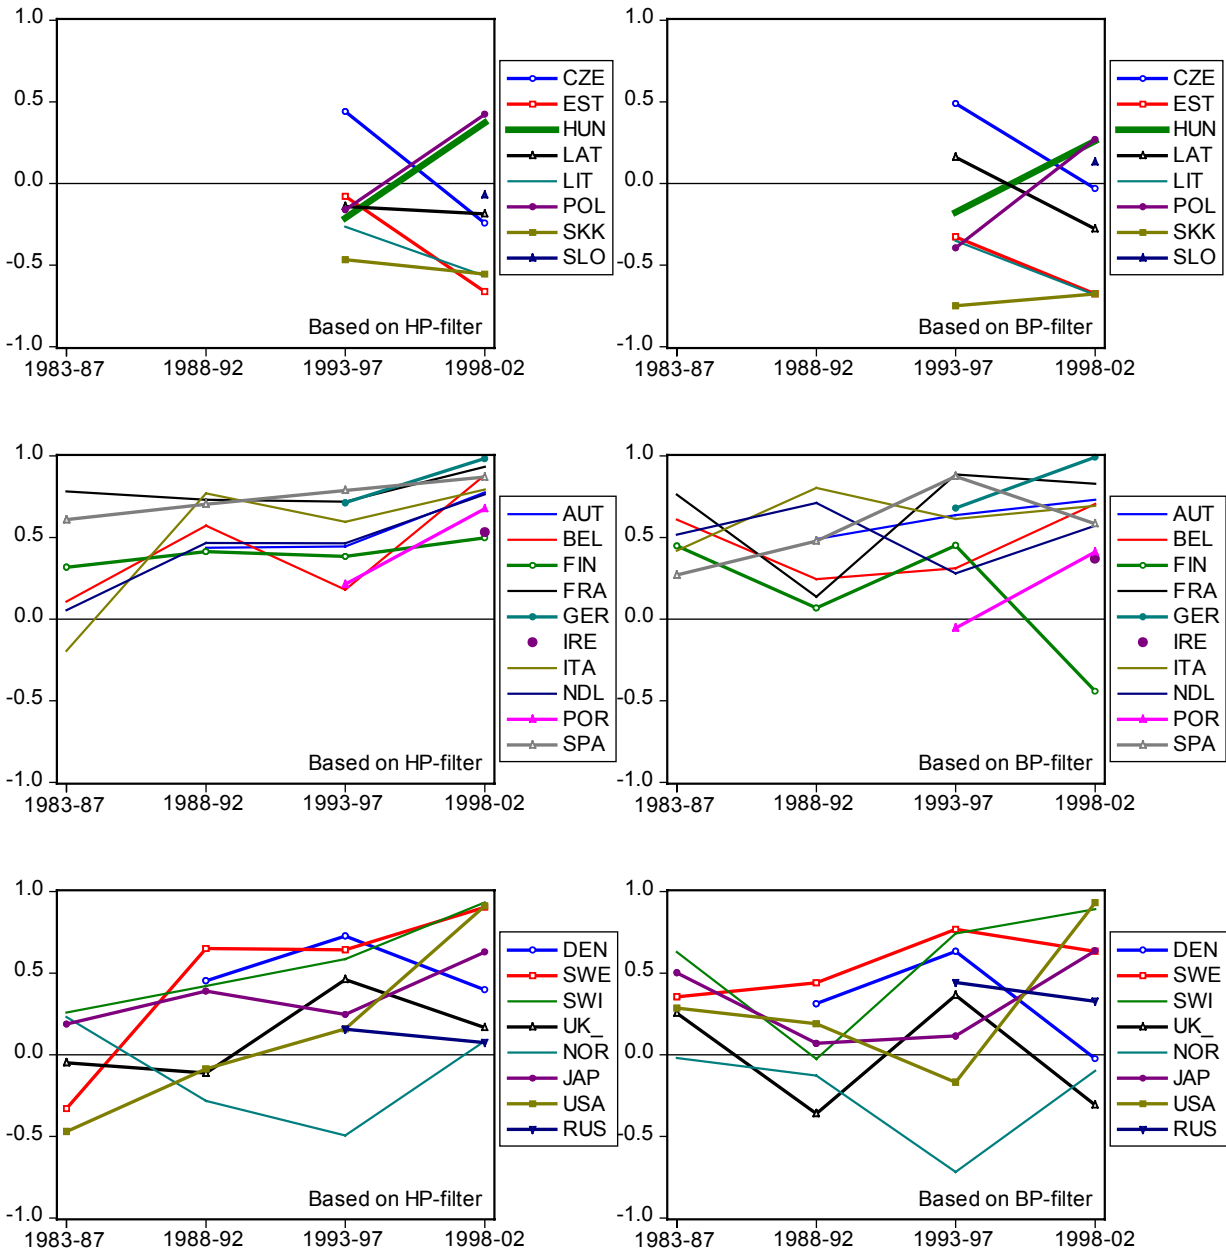 1.0
0.5
0.0
-0.5
-1.0
1983-87 1988-92 1993-97 1998-02
Based on HP-filter
CZE
EST
HUN
LAT
LIT
POL
SKK
SLO
1.0
0.5
0.0
-0.5
-1.0
1983-87 1988-92 1993-97 1998-02
Based on BP-filter
CZE
EST
HUN
LAT
LIT
POL
SKK
SLO
1.0
0.5
0.0
-0.5
-1.0
1983-87 1988-92 1993-97 1998-02
Based on HP-filter
AUT
BEL
FIN
FRA
GER
IRE
ITA
NDL
POR
SPA
1.0
0.5
0.0
-0.5
-1.0
1983-87 1988-92 1993-97 1998-02
Based on BP-filter
AUT
BEL
FIN
FRA
GER
IRE
ITA
NDL
POR
SPA
1.0
0.5
0.0
-0.5
-1.0
1983-87 1988-92 1993-97 1998-02
Based on HP-filter
DEN
SWE
SWI
UK_
NOR
JAP
USA
RUS
1.0
0.5
0.0
-0.5
-1.0
1983-87 1988-92 1993-97 1998-02
Based on BP-filter
DEN
SWE
SWI
UK_
NOR
JAP
USA
RUS